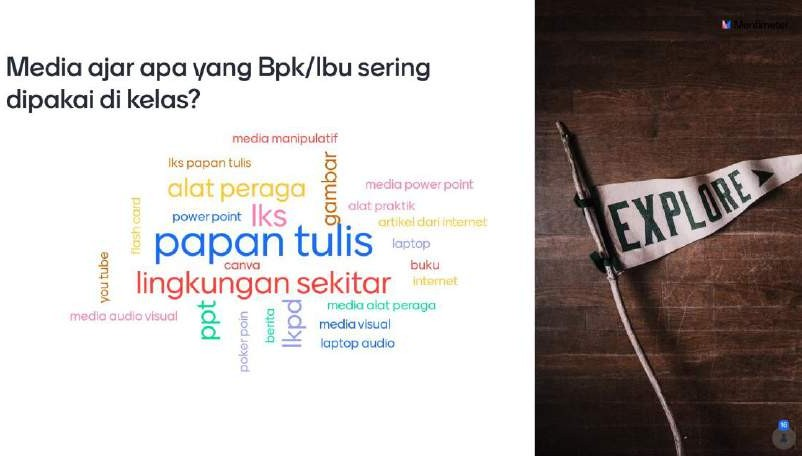 Media ajar apa yang Bpk/Ibu sering
dipakai di kelas?
media manipulatif
lks papan tulis
gambar
alat peraga
media power point
flash card
power point
lks
alat praktik
artikel dari internet
papan tulis
laptop
you tube
canva
buku
lingkungan sekitar
internet
media audio visual
ppt
poker poin
berita
lkpd
media alat peraga
media visual
laptop audio
Mentimeter
EXPLORE
16